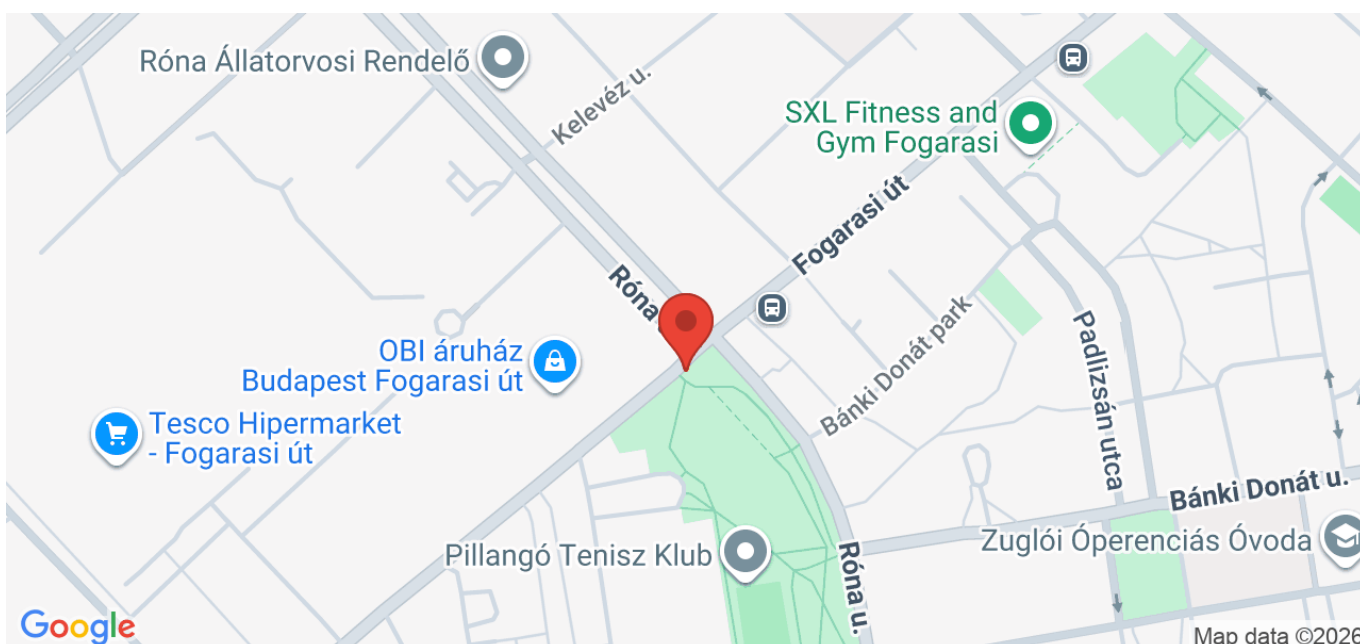 Róna Állatorvosi Rendelő
Kelevéz u.
SXL Fitness and
Gym Fogarasi
Fogarasi út
Róna
OBI áruház
Budapest Fogarasi út
Bánki Donát park
Padlizsán utca
Tesco Hipermarket
- Fogarasi út
Bánki Donát u.
Pillangó Tenisz Klub
Róna u.
Zuglói Óperenciás Óvoda
Google
Map data ©2026